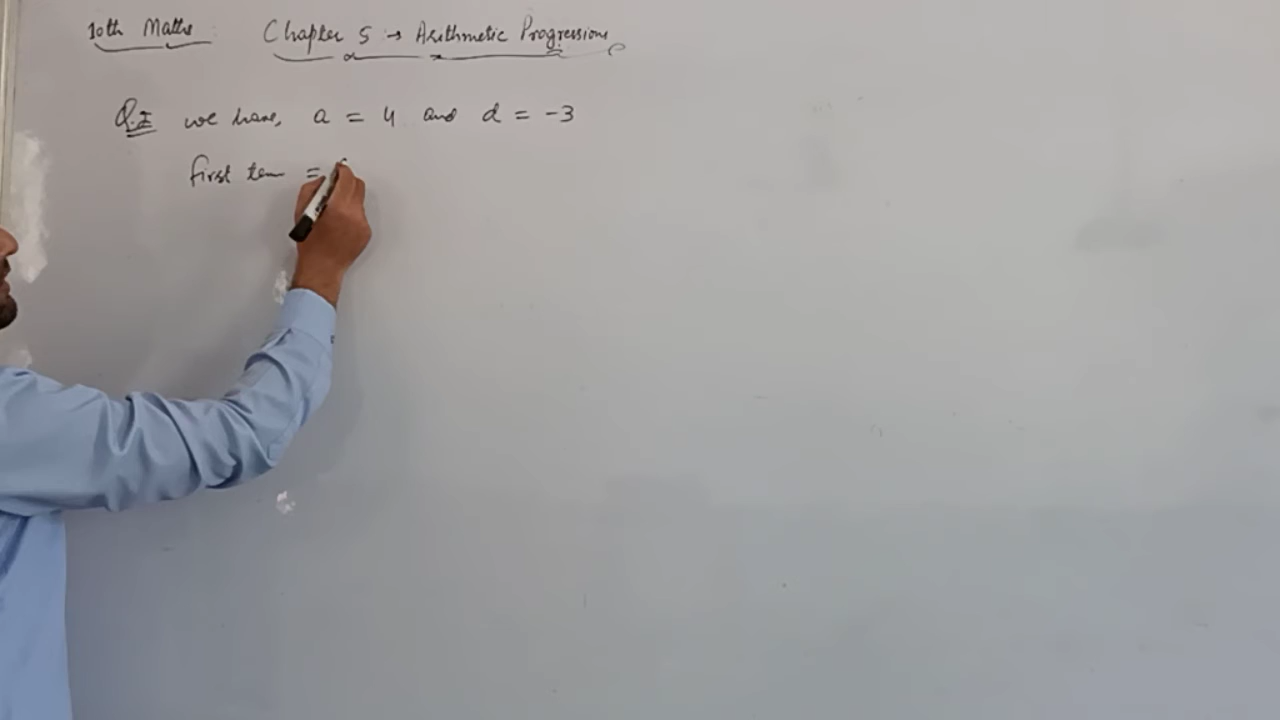 10th Maths Chapter 5 :→ Arithmetic Progressions
Q.I we have, a = 4 and d = -3
first term =